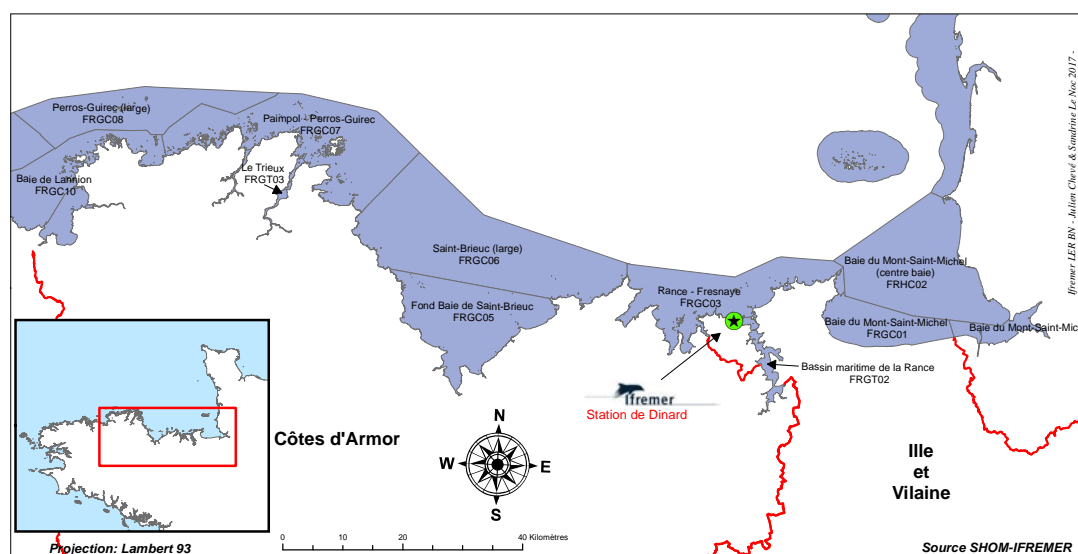 Perros-Guirec (large)
FRGC08
Paimpol - Perros-Guirec
FRGC07
Le Trieux
FRGT03
Baie de Lannion
FRGC10
Saint-Brieuc (large)
FRGC06
Fond Baie de Saint-Brieuc
FRGC05
Rance - Fresnaye
FRGC03
Baie du Mont-Saint-Michel
(centre baie)
FRHC02
Baie du Mont-Saint-Michel
FRGC01
Baie du Mont-Saint-Mic
Bassin maritime de la Rance
FRGT02
Ifremer
Station de Dinard
Côtes d'Armor
Ille
et
Vilaine
N
W
E
S
0
10
20
40 Kilomètres
Projection: Lambert 93
Source SHOM-IFREMER
Ifremer LER BN - Julien Chevé & Sandrine Le Noc 2017 -